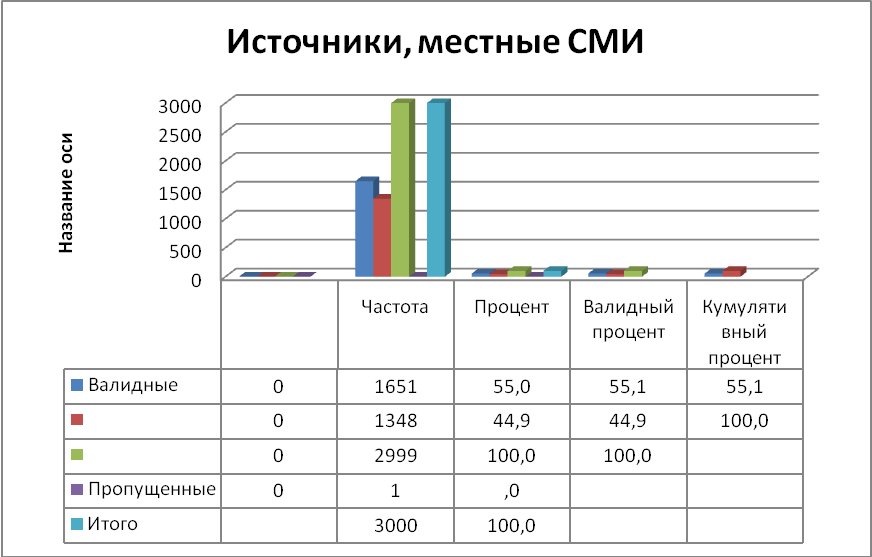 Источники, местные СМИ
Название оси
3000
2500
2000
1500
1000
500
0
Частота Процент Валидный процент Кумуляти вный процент
Валидные 0 1651 55,0 55,1 55,1
0 1348 44,9 44,9 100,0
0 2999 100,0 100,0
Пропущенные 0 1 ,0
Итого 3000 100,0